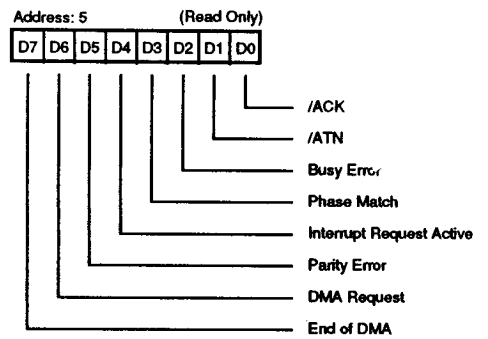 Address: 5 (Read Only)
D7 D6 D5 D4 D3 D2 D1 D0
/ACK
/ATN
Busy Error
Phase Match
Interrupt Request Active
Parity Error
DMA Request
End of DMA